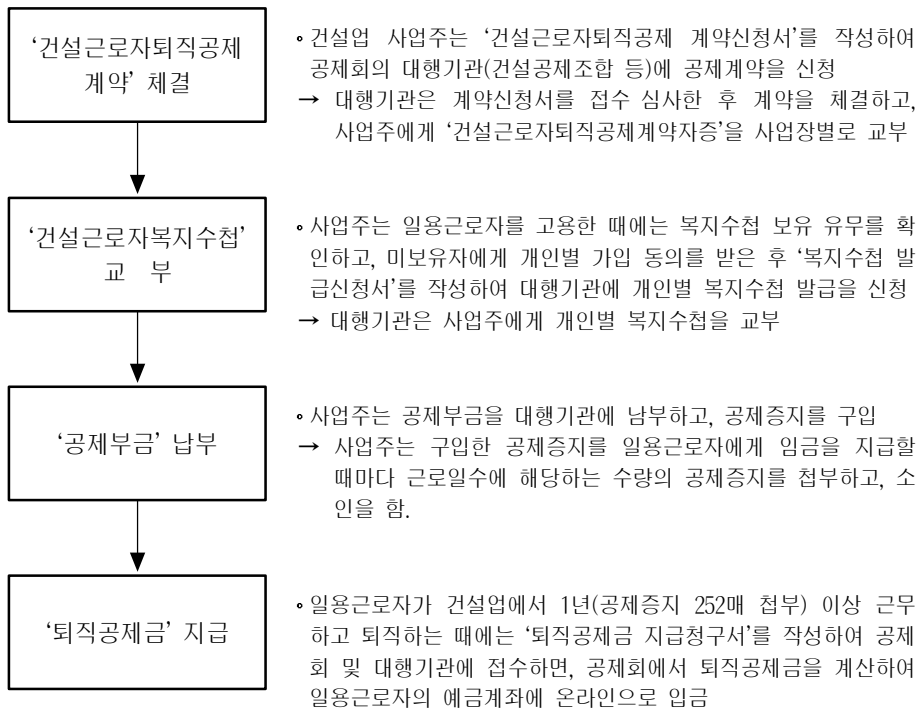 ‘건설근로자퇴직공제
계약’ 체결
∘건설업 사업주는 ‘건설근로자퇴직공제 계약신청서’를 작성하여
공제회의 대행기관(건설공제조합 등)에 공제계약을 신청
→ 대행기관은 계약신청서를 접수 심사한 후 계약을 체결하고,
사업주에게 ‘건설근로자퇴직공제계약자증’을 사업장별로 교부
‘건설근로자복지수첩’
교 부
∘사업주는 일용근로자를 고용한 때에는 복지수첩 보유 유무를 확
인하고, 미보유자에게 개인별 가입 동의를 받은 후 ‘복지수첩 발
급신청서’를 작성하여 대행기관에 개인별 복지수첩 발급을 신청
→ 대행기관은 사업주에게 개인별 복지수첩을 교부
‘공제부금’ 납부
∘사업주는 공제부금을 대행기관에 남부하고, 공제증지를 구입
→ 사업주는 구입한 공제증지를 일용근로자에게 임금을 지급할
때마다 근로일수에 해당하는 수량의 공제증지를 첩부하고, 소
인을 함.
‘퇴직공제금’ 지급
∘일용근로자가 건설업에서 1년(공제증지 252매 첩부) 이상 근무
하고 퇴직하는 때에는 ‘퇴직공제금 지급청구서’를 작성하여 공제
회 및 대행기관에 접수하면, 공제회에서 퇴직공제금을 계산하여
일용근로자의 예금계좌에 온라인으로 입금